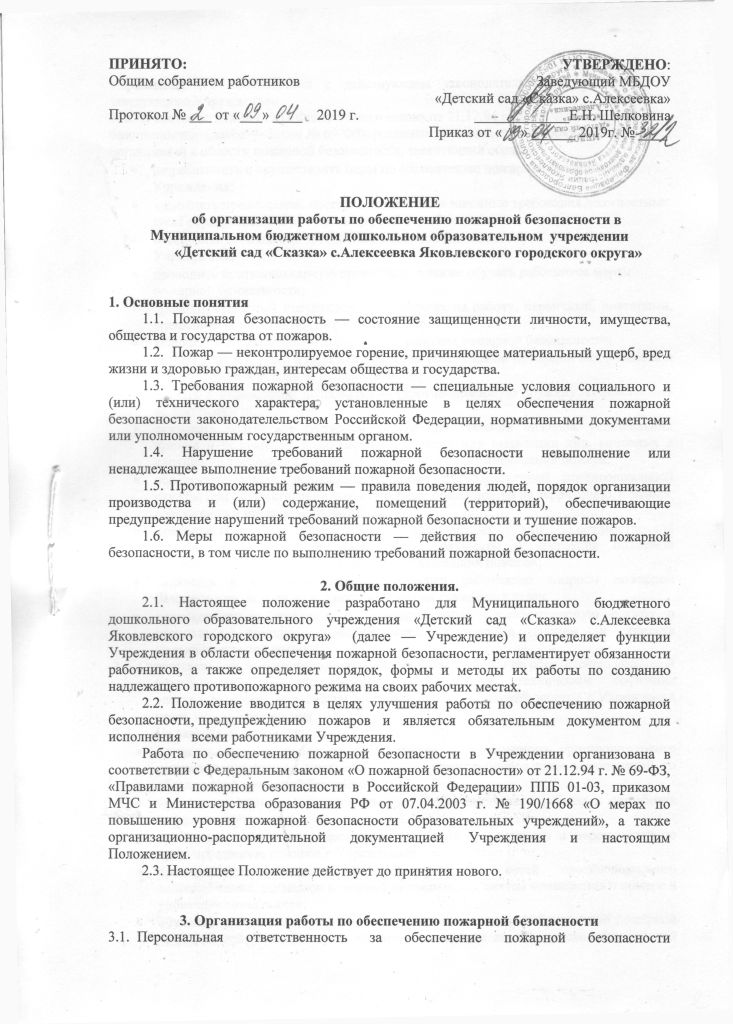 ПРИНЯТО:
УТВЕРЖДЕНО:
Общим собранием работников
Заведующий МБДОУ
«Детский сад «Сказка» с.Алексеевка»
Протокол № 2 от «09» 04 2019 г.
Е.Н. Шелковина
Приказ от «09» 04 2019г. №
ПОЛОЖЕНИЕ
об организации работы по обеспечению пожарной безопасности в
Муниципальном бюджетном дошкольном образовательном учреждении
«Детский сад «Сказка» с.Алексеевка Яковлевского городского округа»
1. Основные понятия
1.1. Пожарная безопасность — состояние защищенности личности, имущества,
общества и государства от пожаров.
1.2. Пожар — неконтролируемое горение, причиняющее материальный ущерб, вред
жизни и здоровью граждан, интересам общества и государства.
1.3. Требования пожарной безопасности — специальные условия социального и
(или) технического характера, установленные в целях обеспечения пожарной
безопасности законодателельством Российской Федерации, нормативными документами
или уполномоченным государственным органом.
1.4. Нарушение требований пожарной безопасности невыполнение или
ненадлежащее выполнение требований пожарной безопасности.
1.5. Противопожарный режим — правила поведения людей, порядок организации
производства и (или) содержание, помещений (территорий), обеспечивающие
предупреждение нарушений требований пожарной безопасности и тушение пожаров.
1.6. Меры пожарной безопасности — действия по обеспечению пожарной
безопасности, в том числе по выполнению требований пожарной безопасности.
2. Общие положения.
2.1. Настоящее положение разработано для Муниципального бюджетного
дошкольного образовательного учреждения «Детский сад «Сказка» с.Алексеевка
Яковлевского городского округа» (далее — Учреждение) и определяет функции
Учреждения в области обеспечения пожарной безопасности, регламентирует обязанности
работников, а также определяет порядок, формы и методы их работы по созданию
надлежащего противопожарного режима на своих рабочих местах.
2.2. Положение вводится в целях улучшения работы по обеспечению пожарной
безопасности, предупреждению пожаров и является обязательным документом для
исполнения всеми работниками Учреждения.
Работа по обеспечению пожарной безопасности в Учреждении организована в
соответствии с Федеральным законом «О пожарной безопасности» от 21.12.94 г. № 69-ФЗ,
«Правилами пожарной безопасности в Российской Федерации» ППБ 01-03, приказом
МЧС и Министерства образования РФ от 07.04.2003 г. № 190/1668 «О мерах по
повышению уровня пожарной безопасности образовательных учреждений», а также
организационно-распорядительной документацией Учреждения и настоящим
Положением.
2.3. Настоящее Положение действует до принятия нового.
3. Организация работы по обеспечению пожарной безопасности
3.1. Персональная ответственность за обеспечение пожарной безопасности